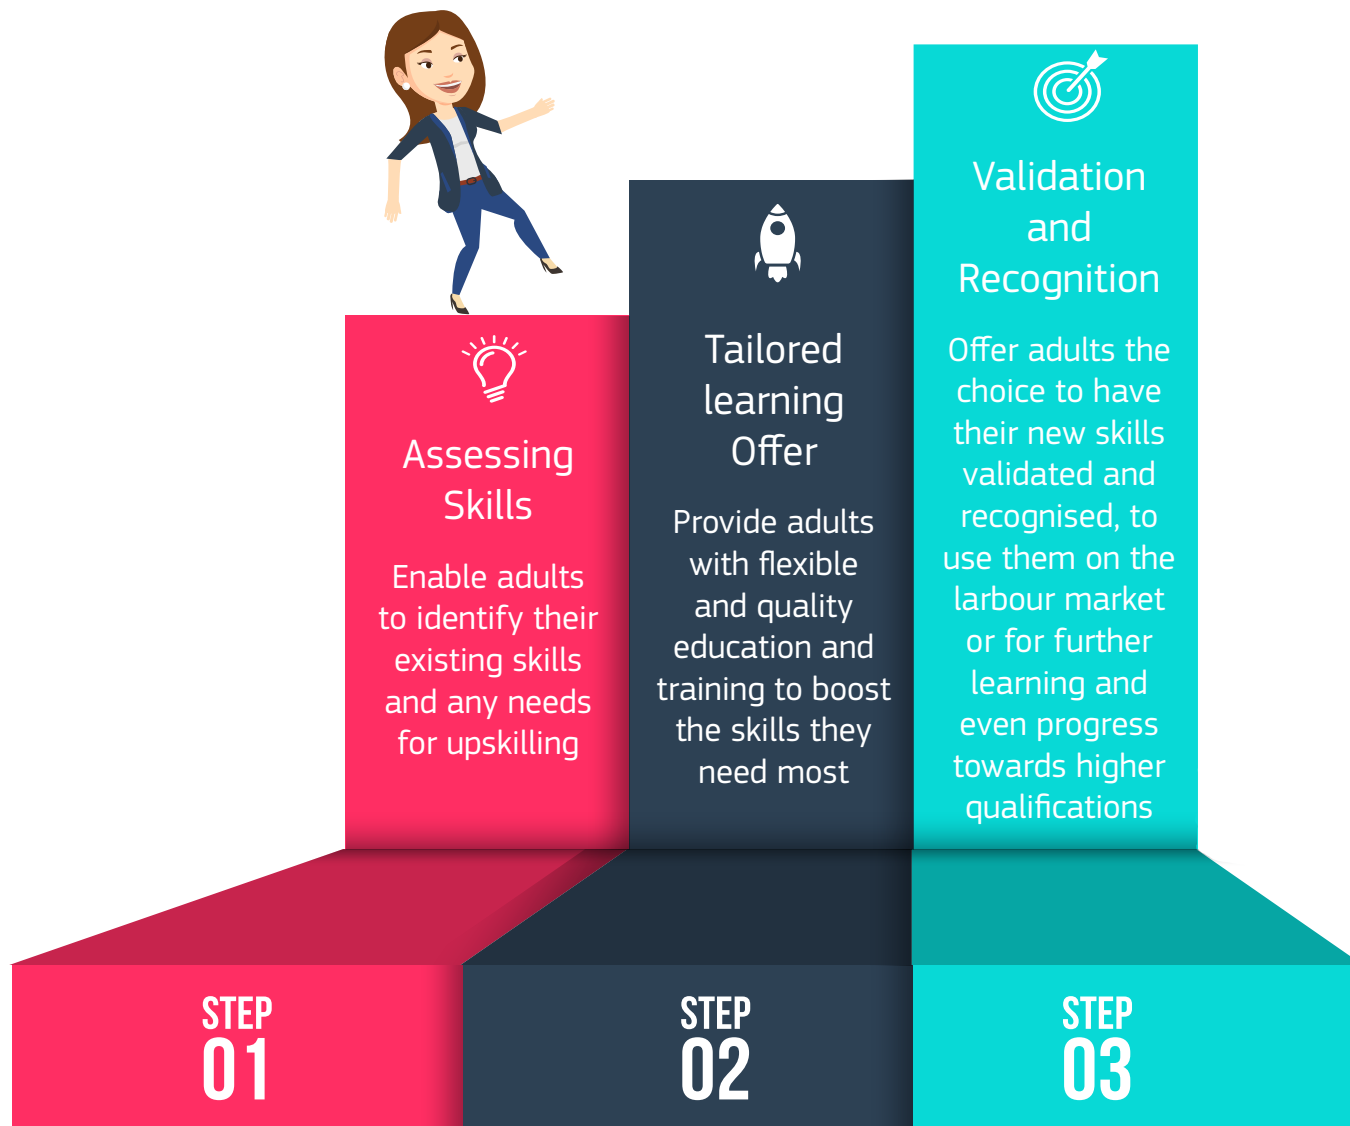 Assessing
Skills
Enable adults
to identify their
existing skills
and any needs
for upskilling
Tailored
learning
Offer
Provide adults
with flexible
and quality
education and
training to boost
the skills they
need most
Validation
and
Recognition
Offer adults the
choice to have
their new skills
validated and
recognised, to
use them on the
larbour market
or for further
learning and
even progress
towards higher
qualifications
STEP
01
STEP
02
STEP
03